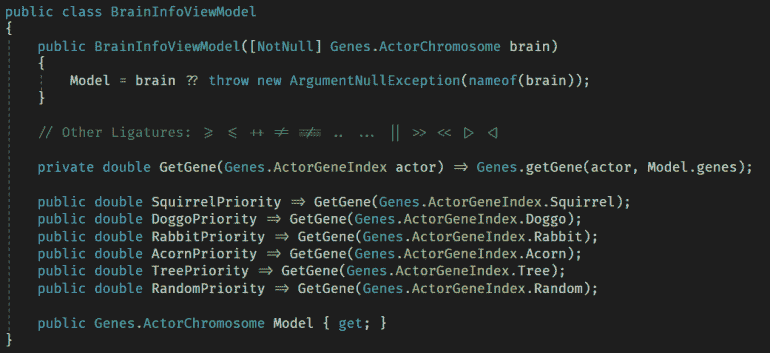 public class BrainInfoViewModel
{
    public BrainInfoViewModel([NotNull] Genes.ActorChromosome brain)
    {
        Model = brain ?? throw new ArgumentNullException(nameof(brain));
    }

    // Other Ligatures: >= <= ++ != !== .. ... || >> << |> <|

    private double GetGene(Genes.ActorGeneIndex actor) => Genes.getGene(actor, Model.genes);

    public double SquirrelPriority => GetGene(Genes.ActorGeneIndex.Squirrel);
    public double DoggoPriority => GetGene(Genes.ActorGeneIndex.Doggo);
    public double RabbitPriority => GetGene(Genes.ActorGeneIndex.Rabbit);
    public double AcornPriority => GetGene(Genes.ActorGeneIndex.Acorn);
    public double TreePriority => GetGene(Genes.ActorGeneIndex.Tree);
    public double RandomPriority => GetGene(Genes.ActorGeneIndex.Random);

    public Genes.ActorChromosome Model { get; }
}